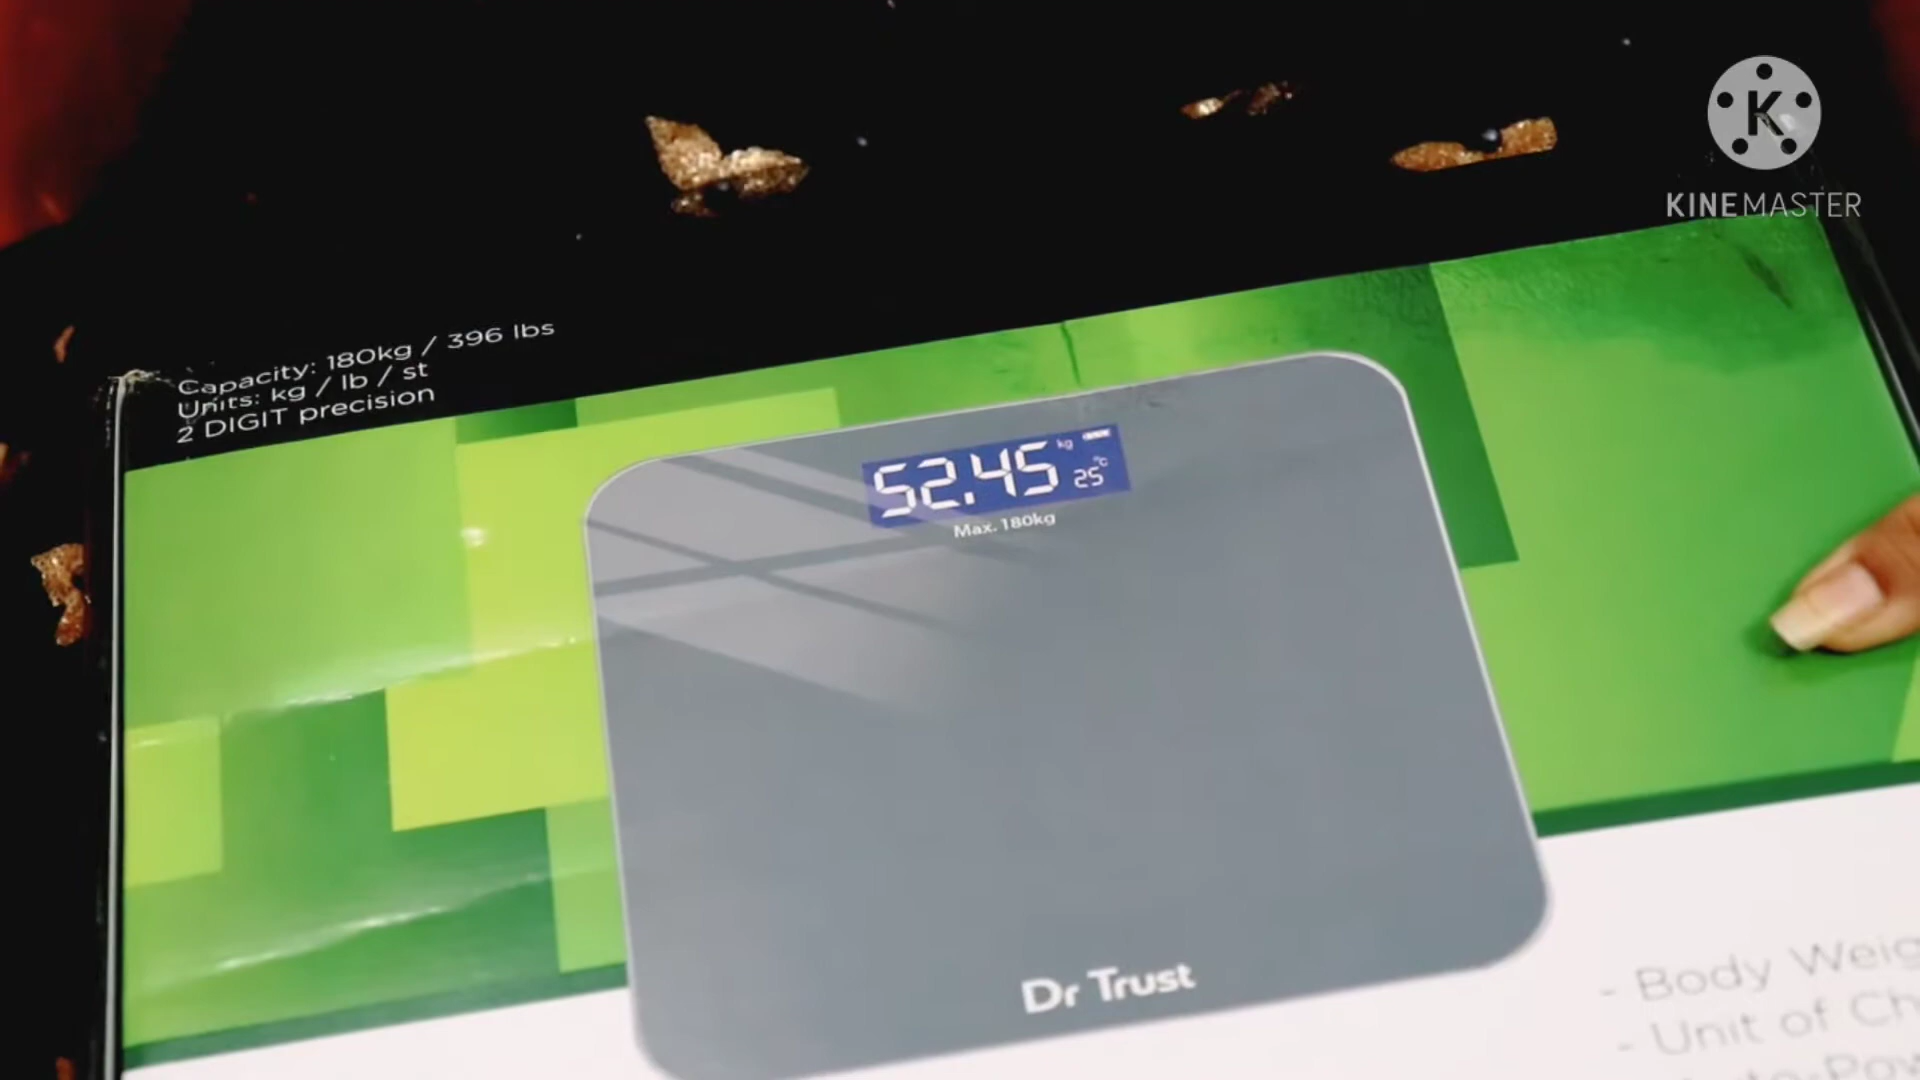 K
KINEMASTER
Capacity: 180kg / 396 lbs
Units: kg / lb / st
2 DIGIT precision
52.45 kg 25°C
Max. 180kg
Dr Trust
- Body Weig
- Unit of Ch